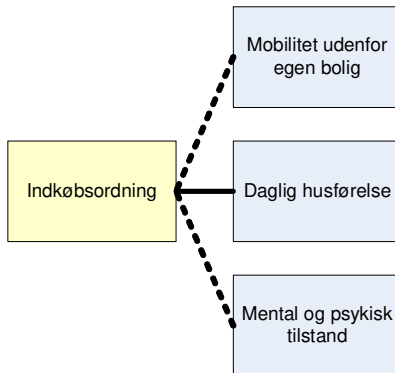 Mobilitet udenfor
egen bolig
Indkøbsordning
Daglig husførelse
Mental og psykisk
tilstand